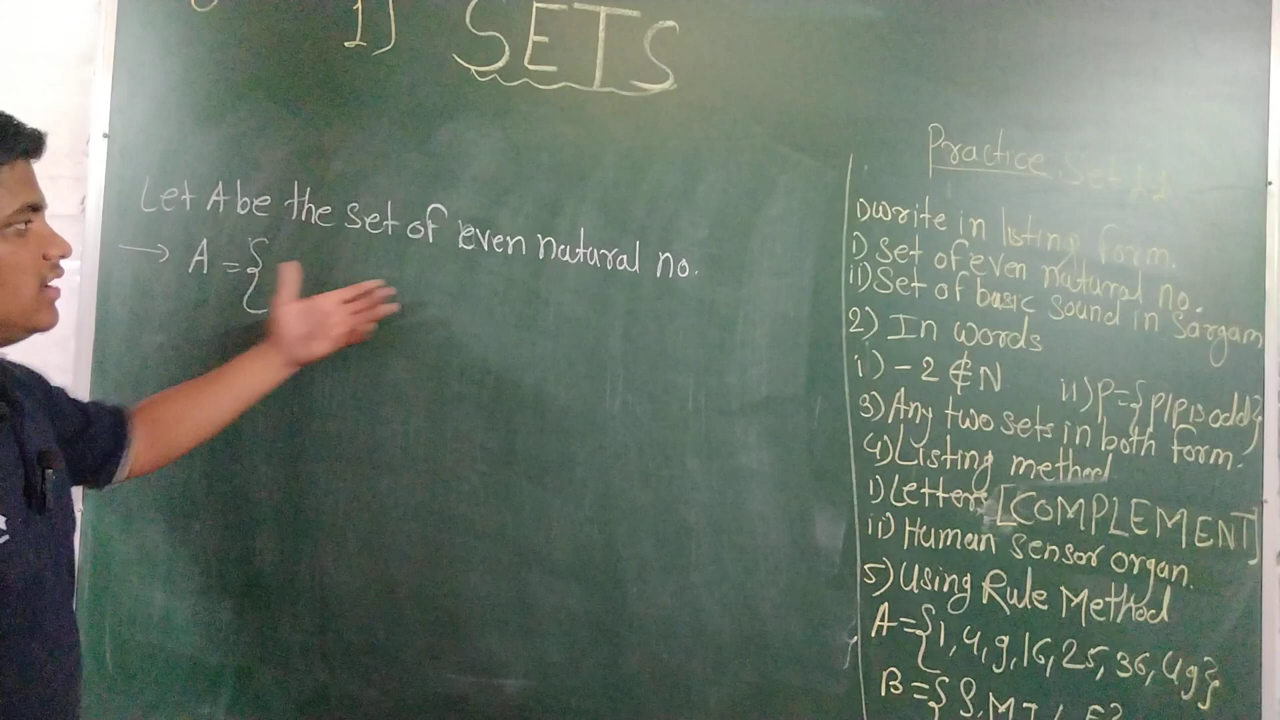 1) SETS
Let A be the set of even natural no.
→ A = {
Practice Set 1.1
1) write in listing form.
i) set of even natural no.
ii) Set of basic sound in sargam
2) In words
i) -2 ∉ N ii) P = {p/p is odd}
3) Any two sets in both form.
4) Listing method
i) Letters [COMPLEMENT]
ii) Human sensor organ.
5) Using Rule Method
A = {1, 4, 9, 16, 25, 36, 49}
B = {